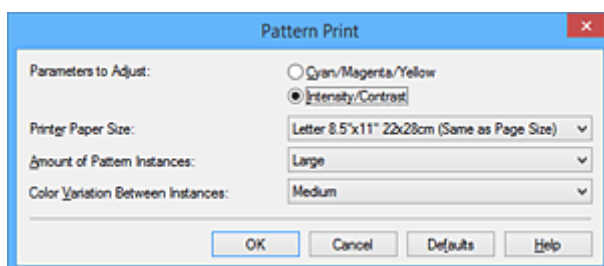 Pattern Print
Parameters to Adjust:
Cyan/Magenta/Yellow
Intensity/Contrast
Printer Paper Size: Letter 8.5"x11" 22x28cm (Same as Page Size)
Amount of Pattern Instances: Large
Color Variation Between Instances: Medium
OK Cancel Defaults Help